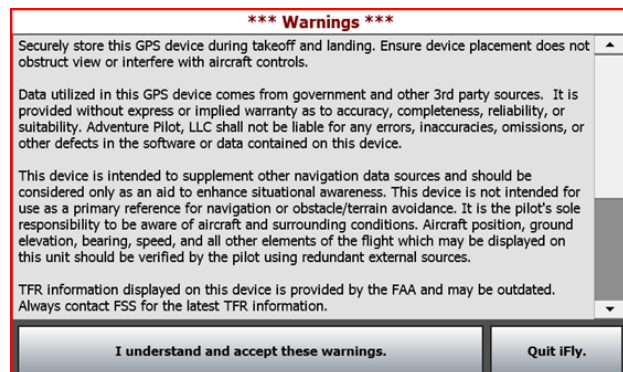 *** Warnings ***
Securely store this GPS device during takeoff and landing. Ensure device placement does not
obstruct view or interfere with aircraft controls.
Data utilized in this GPS device comes from government and other 3rd party sources.  It is
provided without express or implied warranty as to accuracy, completeness, reliability, or
suitability. Adventure Pilot, LLC shall not be liable for any errors, inaccuracies, omissions, or
other defects in the software or data contained on this device.
This device is intended to supplement other navigation data sources and should be
considered only as an aid to enhance situational awareness. This device is not intended for
use as a primary reference for navigation or obstacle/terrain avoidance. It is the pilot's sole
responsibility to be aware of aircraft and surrounding conditions. Aircraft position, ground
elevation, bearing, speed, and all other elements of the flight which may be displayed on
this unit should be verified by the pilot using redundant external sources.
TFR information displayed on this device is provided by the FAA and may be outdated.
Always contact FSS for the latest TFR information.
I understand and accept these warnings.
Quit iFly.